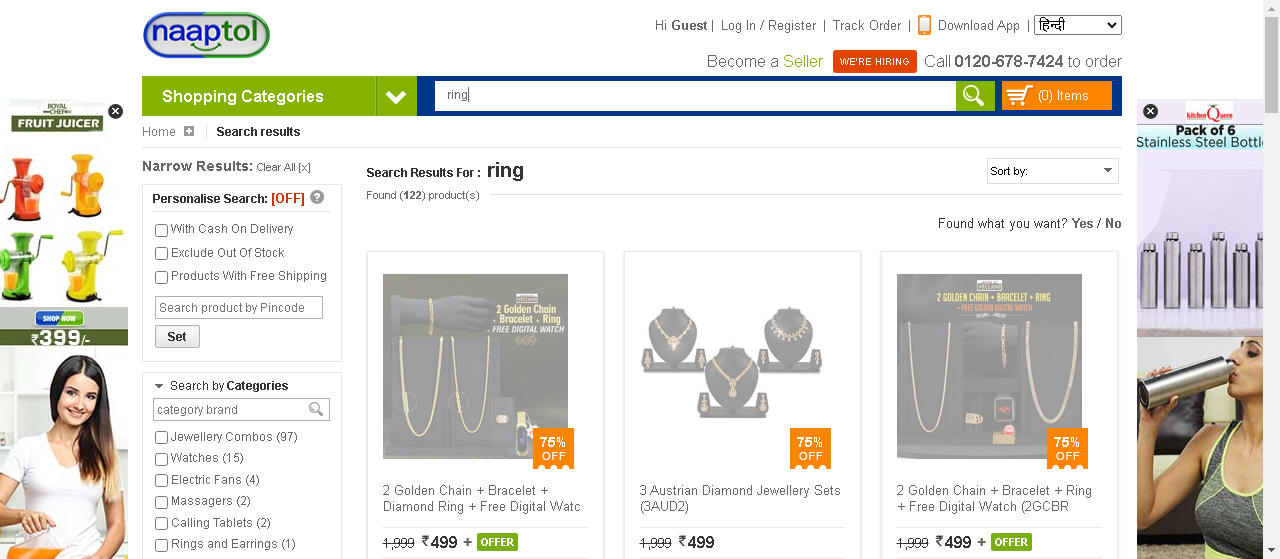 naaptol
Hi Guest | Log In / Register | Track Order | Download App | हिन्दी
Become a Seller WE'RE HIRING Call 0120-678-7424 to order
Shopping Categories
ring
(0) Items
Home Search results
ROYAL CHEF
FRUIT JUICER
SHOP NOW
₹399/-
Narrow Results: Clear All [x]
Personalise Search: [OFF] ?
With Cash On Delivery
Exclude Out Of Stock
Products With Free Shipping
Search product by Pin
Set
Search by Categories
category brand
Jewellery Combos (97)
Watches (15)
Electric Fans (4)
Massagers (2)
Calling Tablets (2)
Rings and Earrings (1)
Search Results For : ring
Sort by:
Found (122) product(s)
Found what you want? Yes / No
VELLANI
2 Golden Chain
+ Bracelet + Ring
+ FREE DIGITAL WATCH
75%
OFF
2 Golden Chain + Bracelet +
Diamond Ring + Free Digital Watc
1,999 ₹499 + OFFER
75%
OFF
3 Austrian Diamond Jewellery Sets
(3AUD2)
1,999 ₹499
VELLANI
2 GOLDEN CHAIN + BRACELET + RING
+ FREE GOLDEN DIGITAL WATCH
75%
OFF
2 Golden Chain + Bracelet + Ring
+ Free Digital Watch (2GCBR
1,999 ₹499 + OFFER
Kitchen Queen
Pack of 6
Stainless Steel Bottle